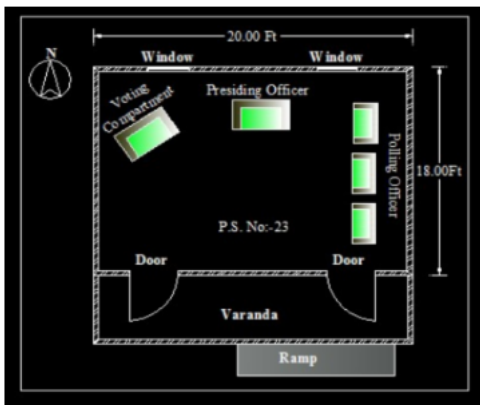 20.00 Ft
N
Window
Window
Voting
Compartment
Presiding Officer
Polling Officer
18.00Ft
P.S. No:-23
Door
Door
Varanda
Ramp